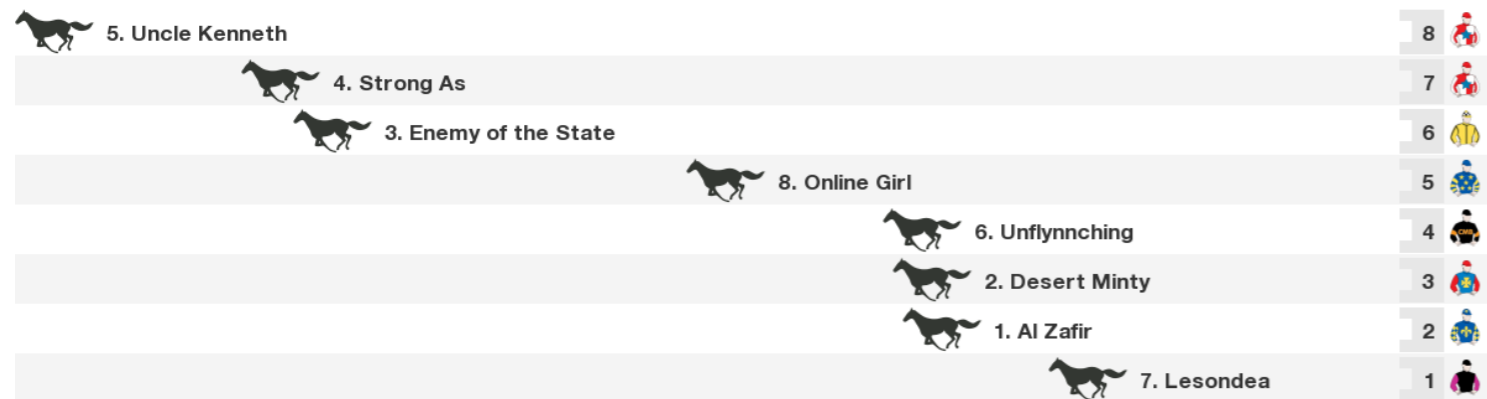 5. Uncle Kenneth 8
4. Strong As 7
3. Enemy of the State 6
8. Online Girl 5
6. Unflynnching 4
2. Desert Minty 3
1. Al Zafir 2
7. Lesondea 1